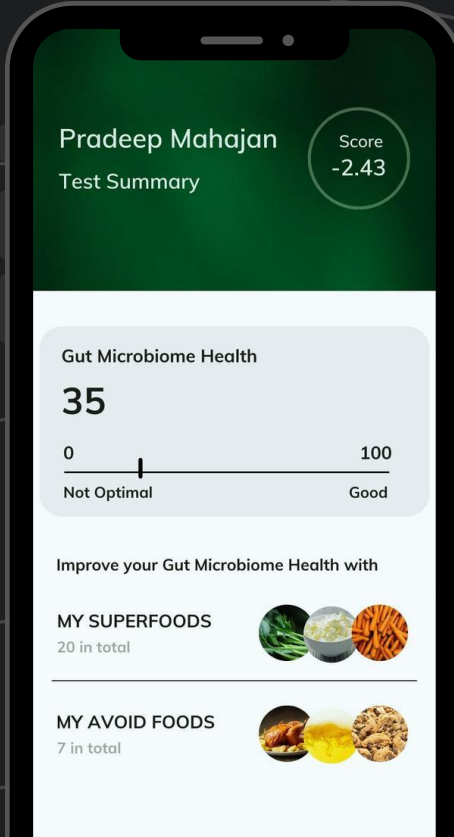 Pradeep Mahajan
Test Summary
Score
-2.43
Gut Microbiome Health
35
0
100
Not Optimal
Good
Improve your Gut Microbiome Health with
MY SUPERFOODS
20 in total
MY AVOID FOODS
7 in total